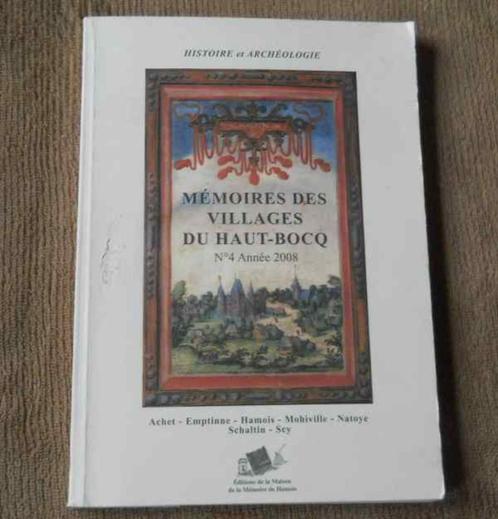 HISTOIRE et ARCHÉOLOGIE
MÉMOIRES DES
VILLAGES
DU HAUT-BOCQ
N°4 Année 2008
Achet - Emptinne - Hamois - Mohiville - Natoye
Schaltin - Scy
Éditions de la Maison
de la Mémoire de Hamois